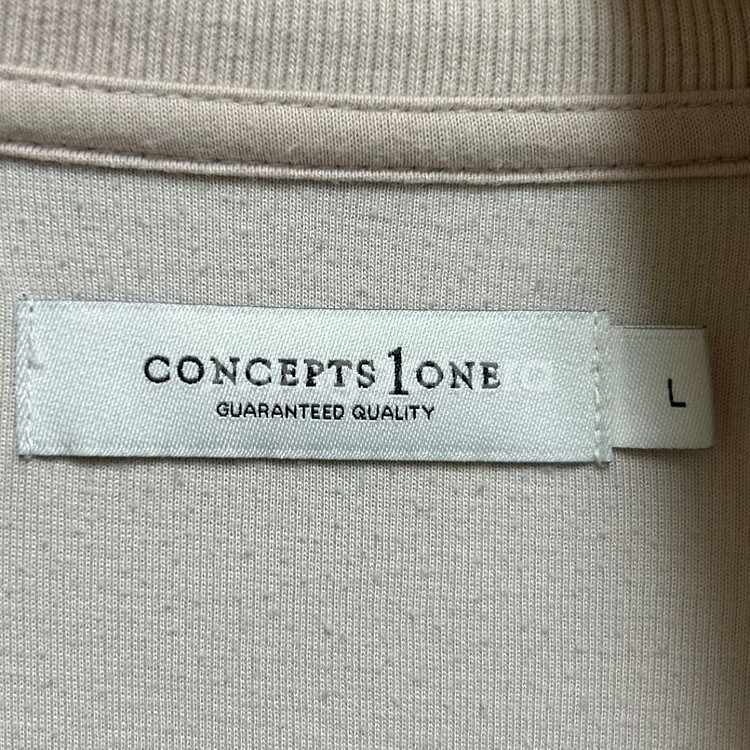 CONCEPTS 1 ONE
GUARANTEED QUALITY
L